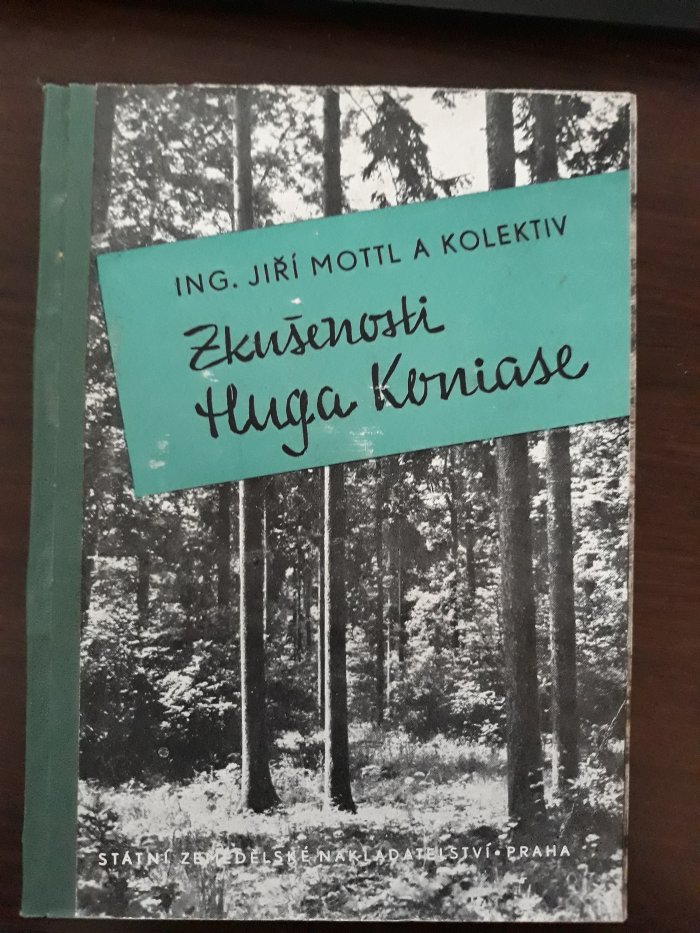 ING. JIŘÍ MOTTL A KOLEKTIV
Zkušenosti
Huga Koniase
STÁTNÍ ZEMĚDĚLSKÉ NAKLADATELSTVÍ • PRAHA